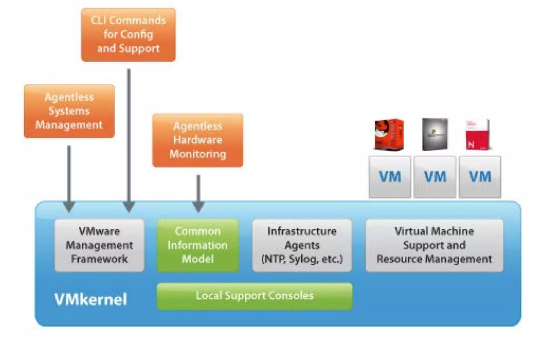 CLI Commands
for Config
and Support
Agentless
Systems
Management
Agentless
Hardware
Monitoring
N
VM
VM
VM
VMware
Management
Framework
Common
Information
Model
Infrastructure
Agents
(NTP, Sylog, etc.)
Virtual Machine
Support and
Resource Management
Local Support Consoles
VMkernel